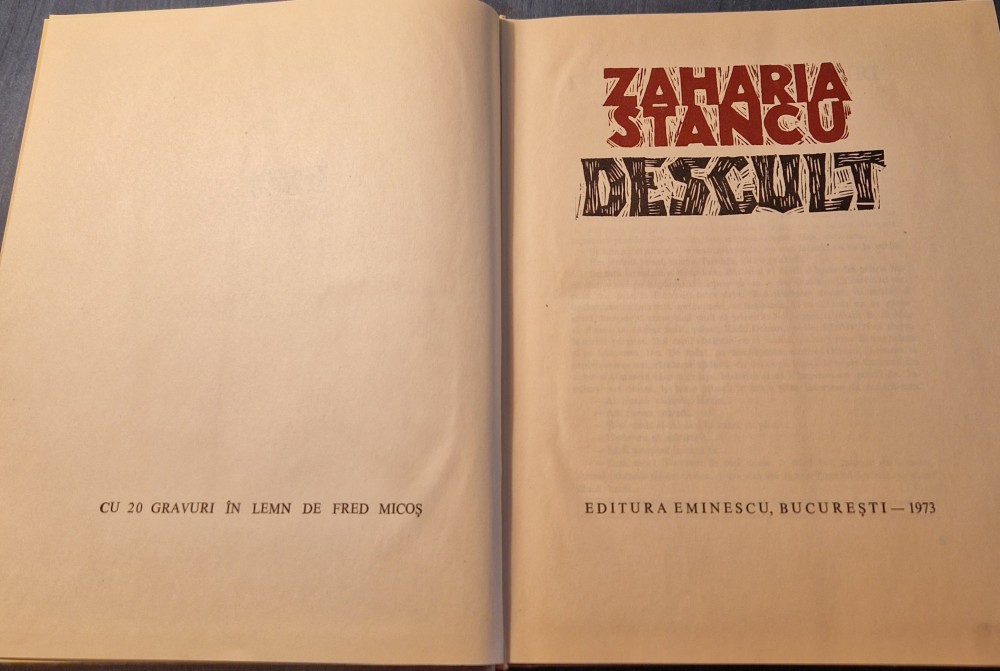 CU 20 GRAVURI ÎN LEMN DE FRED MICOȘ
ZAHARIA
STANCU
DESCULȚ
EDITURA EMINESCU, BUCUREȘTI — 1973